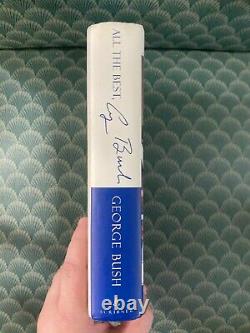 ALL THE BEST,
G Bush
GEORGE BUSH
SCRIBNER